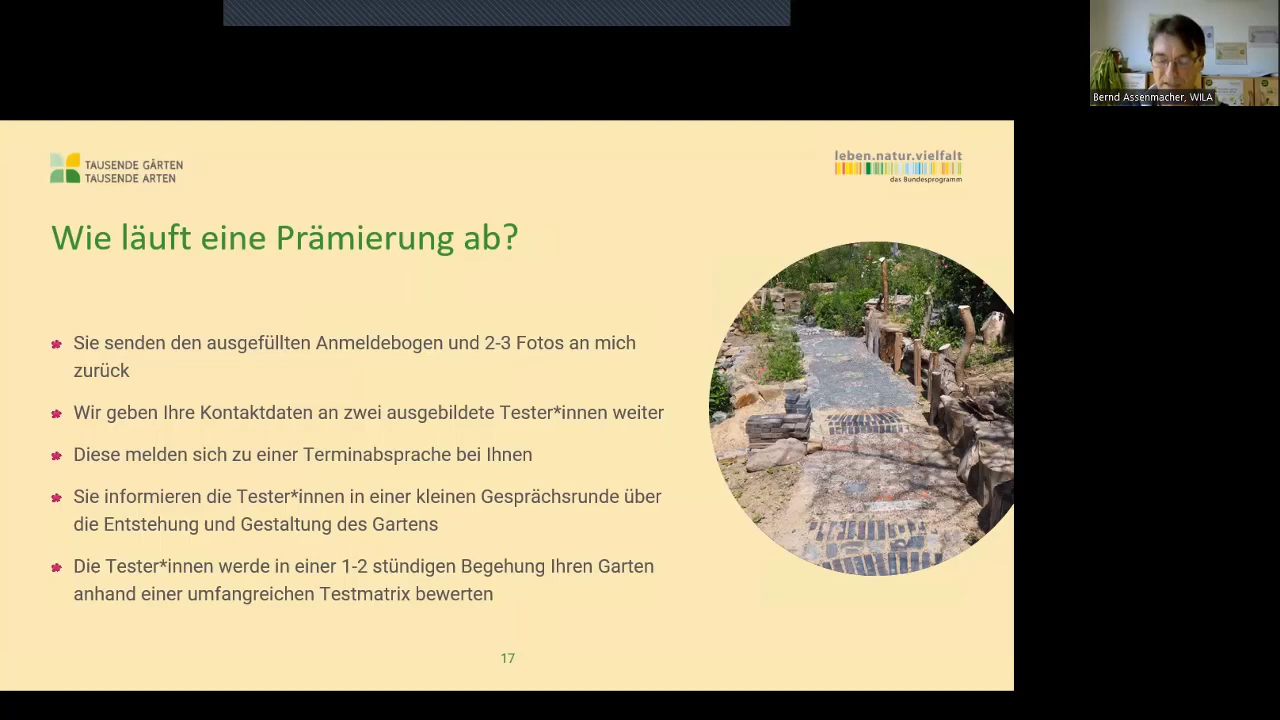 Bernd Assenmacher, WILA
TAUSENDE GÄRTEN
TAUSENDE ARTEN
leben.natur.vielfalt
das Bundesprogramm
Wie läuft eine Prämierung ab?
Sie senden den ausgefüllten Anmeldebogen und 2-3 Fotos an mich
zurück
Wir geben Ihre Kontaktdaten an zwei ausgebildete Tester*innen weiter
Diese melden sich zu einer Terminabsprache bei Ihnen
Sie informieren die Tester*innen in einer kleinen Gesprächsrunde über
die Entstehung und Gestaltung des Gartens
Die Tester*innen werde in einer 1-2 stündigen Begehung Ihren Garten
anhand einer umfangreichen Testmatrix bewerten
17